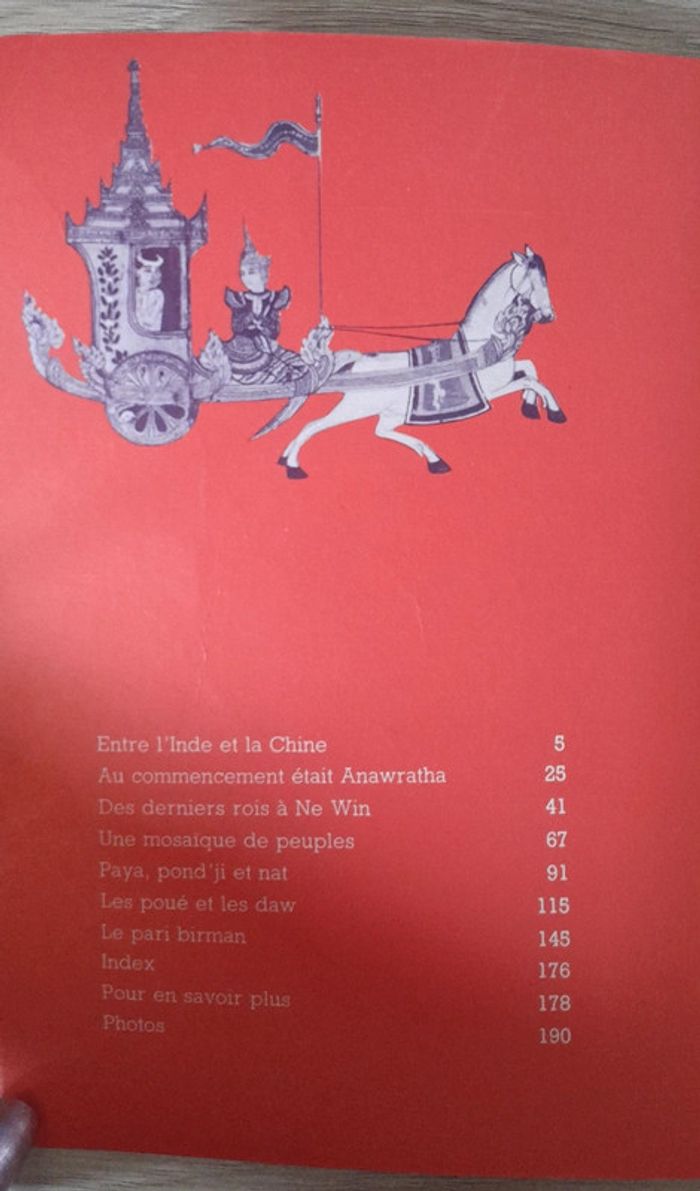 Entre l'Inde et la Chine 5
Au commencement était Anawratha 25
Des derniers rois à Ne Win 41
Une mosaïque de peuples 67
Paya, pond'ji et nat 91
Les poué et les daw 115
Le pari birman 145
Index 176
Pour en savoir plus 178
Photos 190